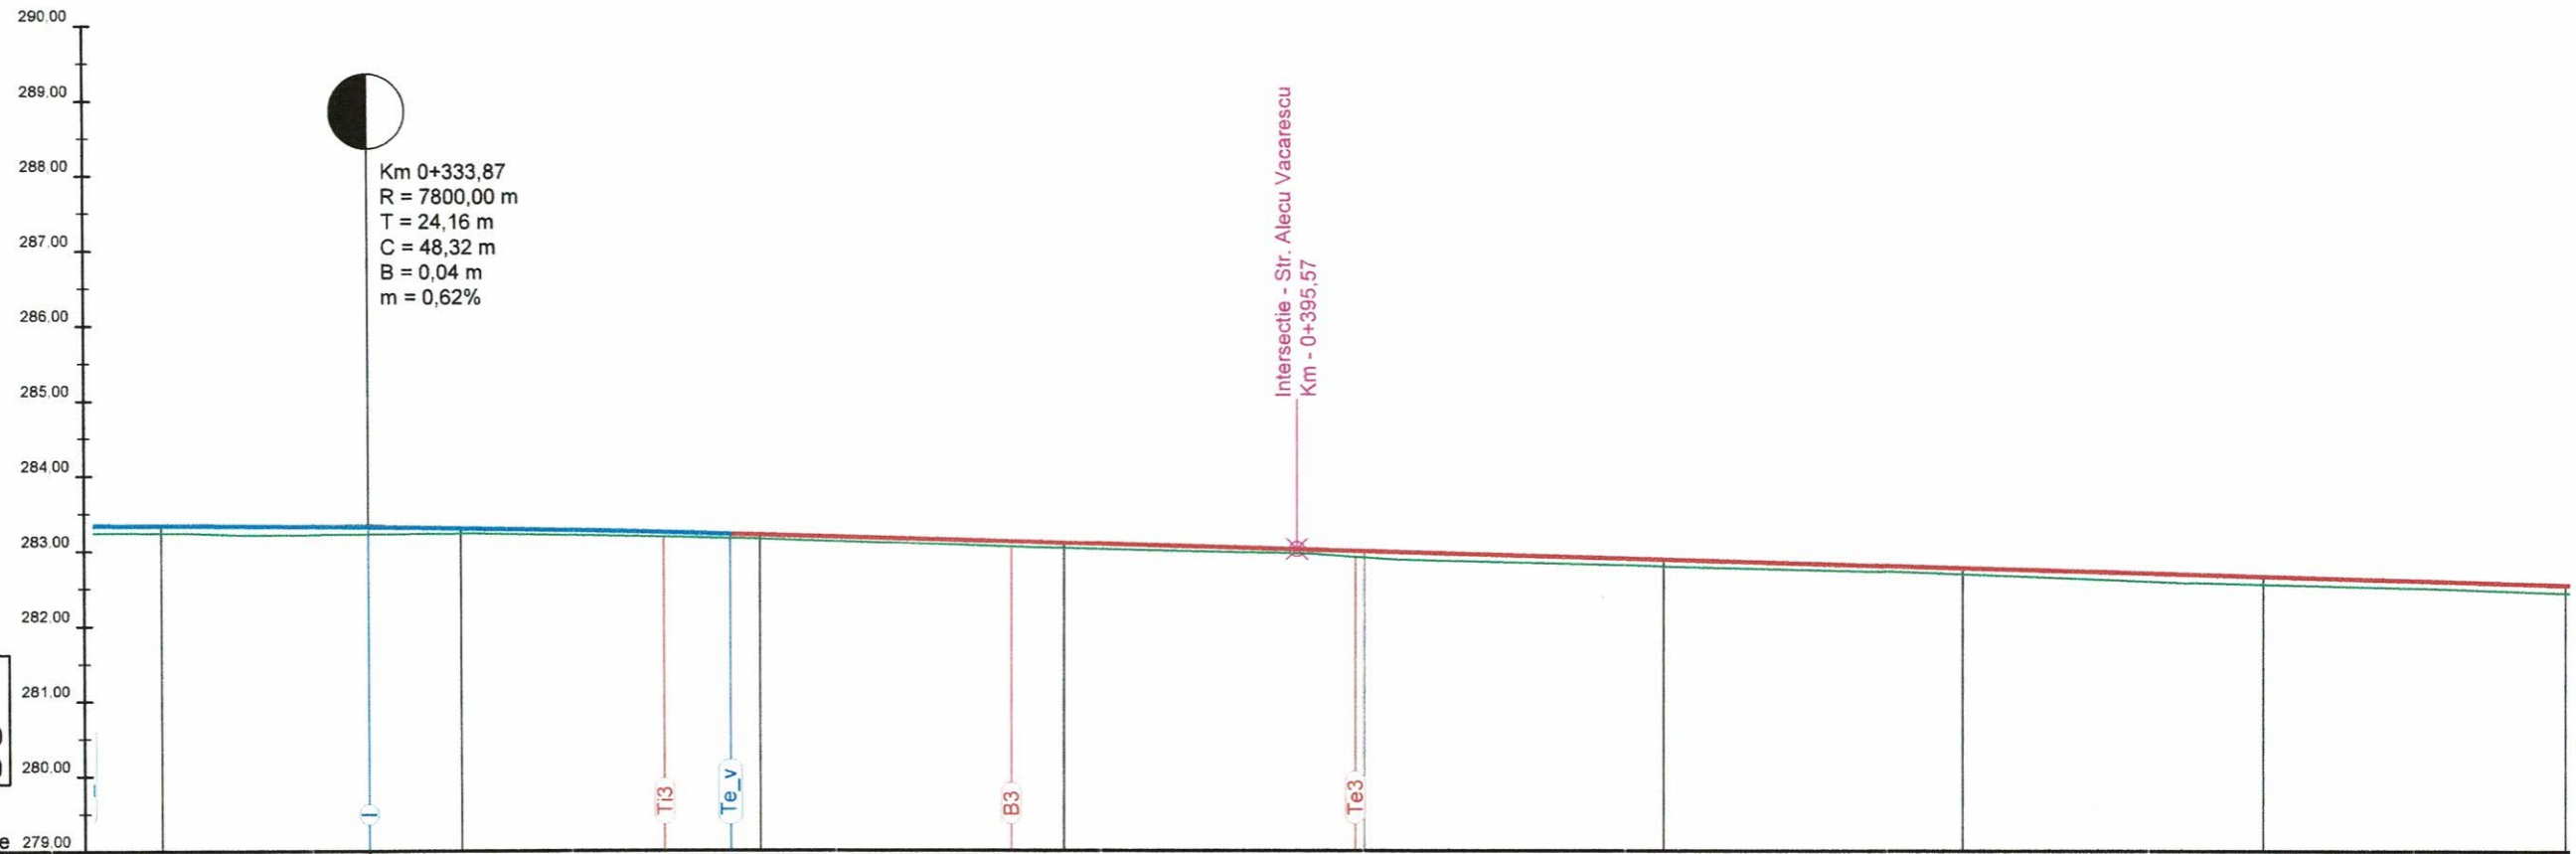 290.00
289.00
288.00
287.00
286.00
285.00
284.00
283.00
282.00
281.00
280.00
279.00
Km 0+333,87
R = 7800,00 m
T = 24,16 m
C = 48,32 m
B = 0,04 m
m = 0,62%
Intersectie - Str. Alecu Vacarescu
Km - 0+395,57
I
Ti3
Te_v
B3
Te3